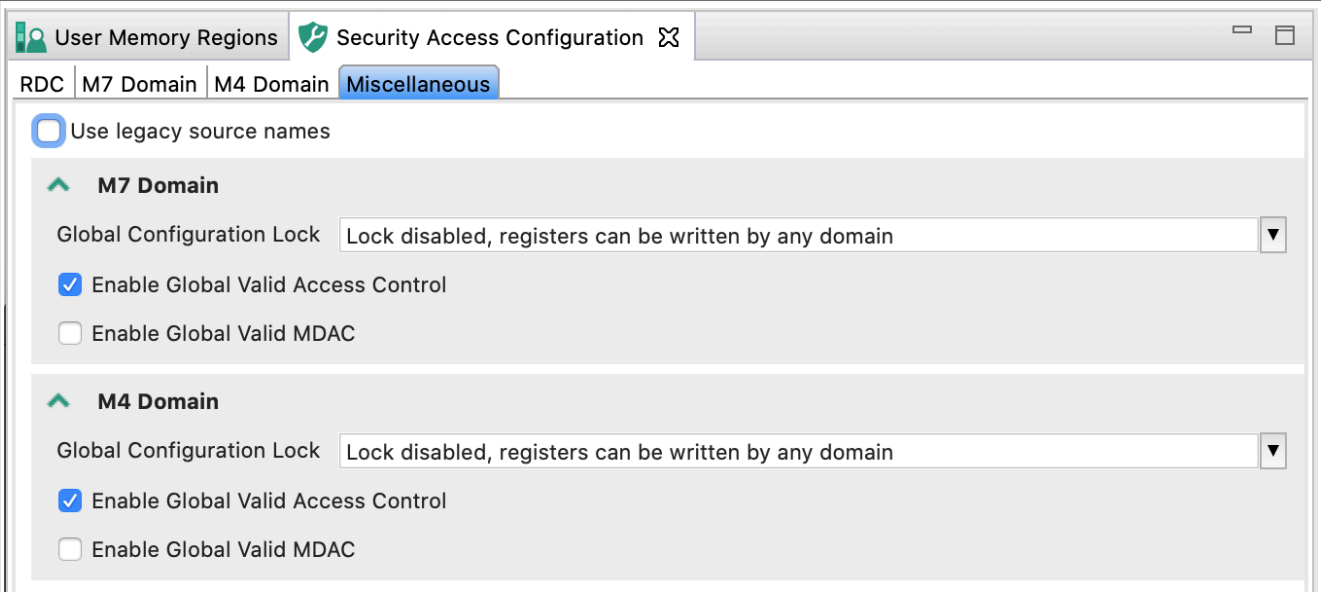 User Memory Regions Security Access Configuration
RDC M7 Domain M4 Domain Miscellaneous
Use legacy source names
M7 Domain
Global Configuration Lock Lock disabled, registers can be written by any domain
Enable Global Valid Access Control
Enable Global Valid MDAC
M4 Domain
Global Configuration Lock Lock disabled, registers can be written by any domain
Enable Global Valid Access Control
Enable Global Valid MDAC